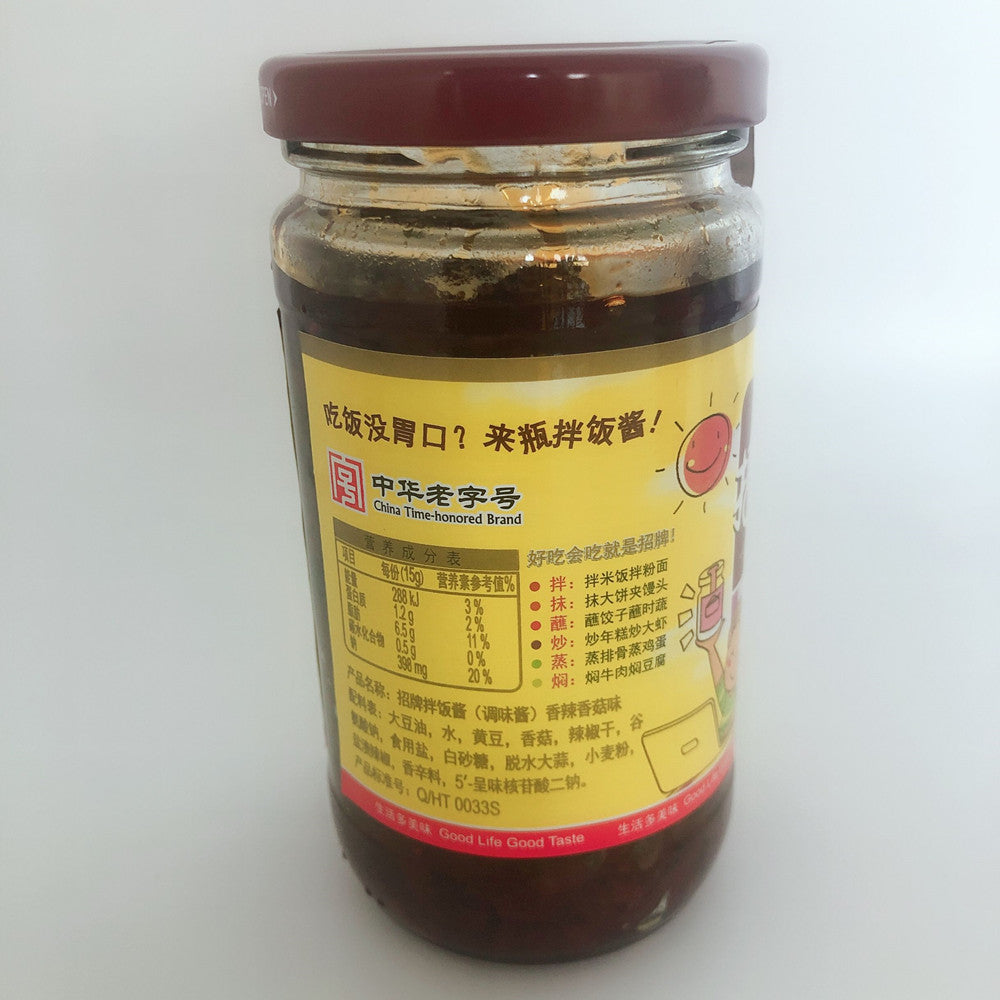 吃饭没胃口？来瓶拌饭酱！
中华老字号
China Time-honored Brand
营养成分表
项目 每份(15g) 营养素参考值%
能量 288 kJ 3%
蛋白质 1.2 g 2%
脂肪 6.5 g 11%
碳水化合物 0.5 g 0%
钠 398 mg 20%
好吃会吃就是招牌！
拌：拌米饭拌粉面
抹：抹大饼夹馒头
蘸：蘸饺子蘸时蔬
炒：炒年糕炒大虾
蒸：蒸排骨蒸鸡蛋
焖：焖牛肉焖豆腐
产品名称：招牌拌饭酱（调味酱）香辣香菇味
配料表：大豆油，水，黄豆，香菇，辣椒干，谷
氨酸钠，食用盐，白砂糖，脱水大蒜，小麦粉，
盐渍辣椒，香辛料，5′-呈味核苷酸二钠。
产品标准号：Q/HT 0033S
生活多美味 Good Life Good Taste 生活多美味 Good Life